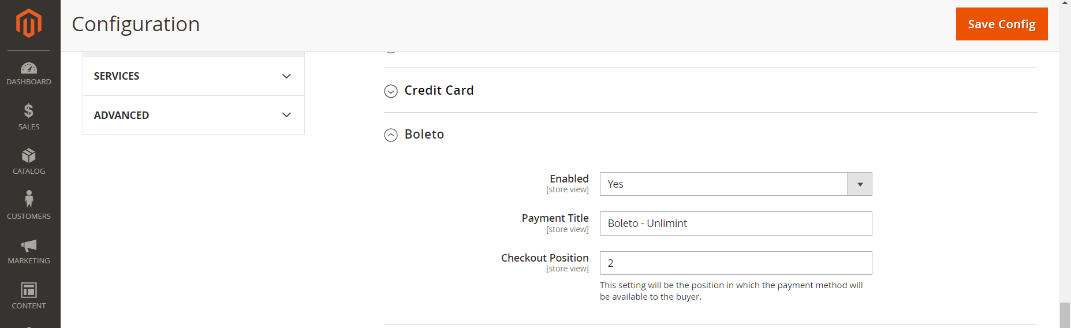 Configuration
Save Config
DASHBOARD
SALES
CATALOG
CUSTOMERS
MARKETING
CONTENT
SERVICES
ADVANCED
Credit Card
Boleto
Enabled
[store view]
Yes
Payment Title
[store view]
Boleto - Unlimint
Checkout Position
[store view]
2
This setting will be the position in which the payment method will
be available to the buyer.